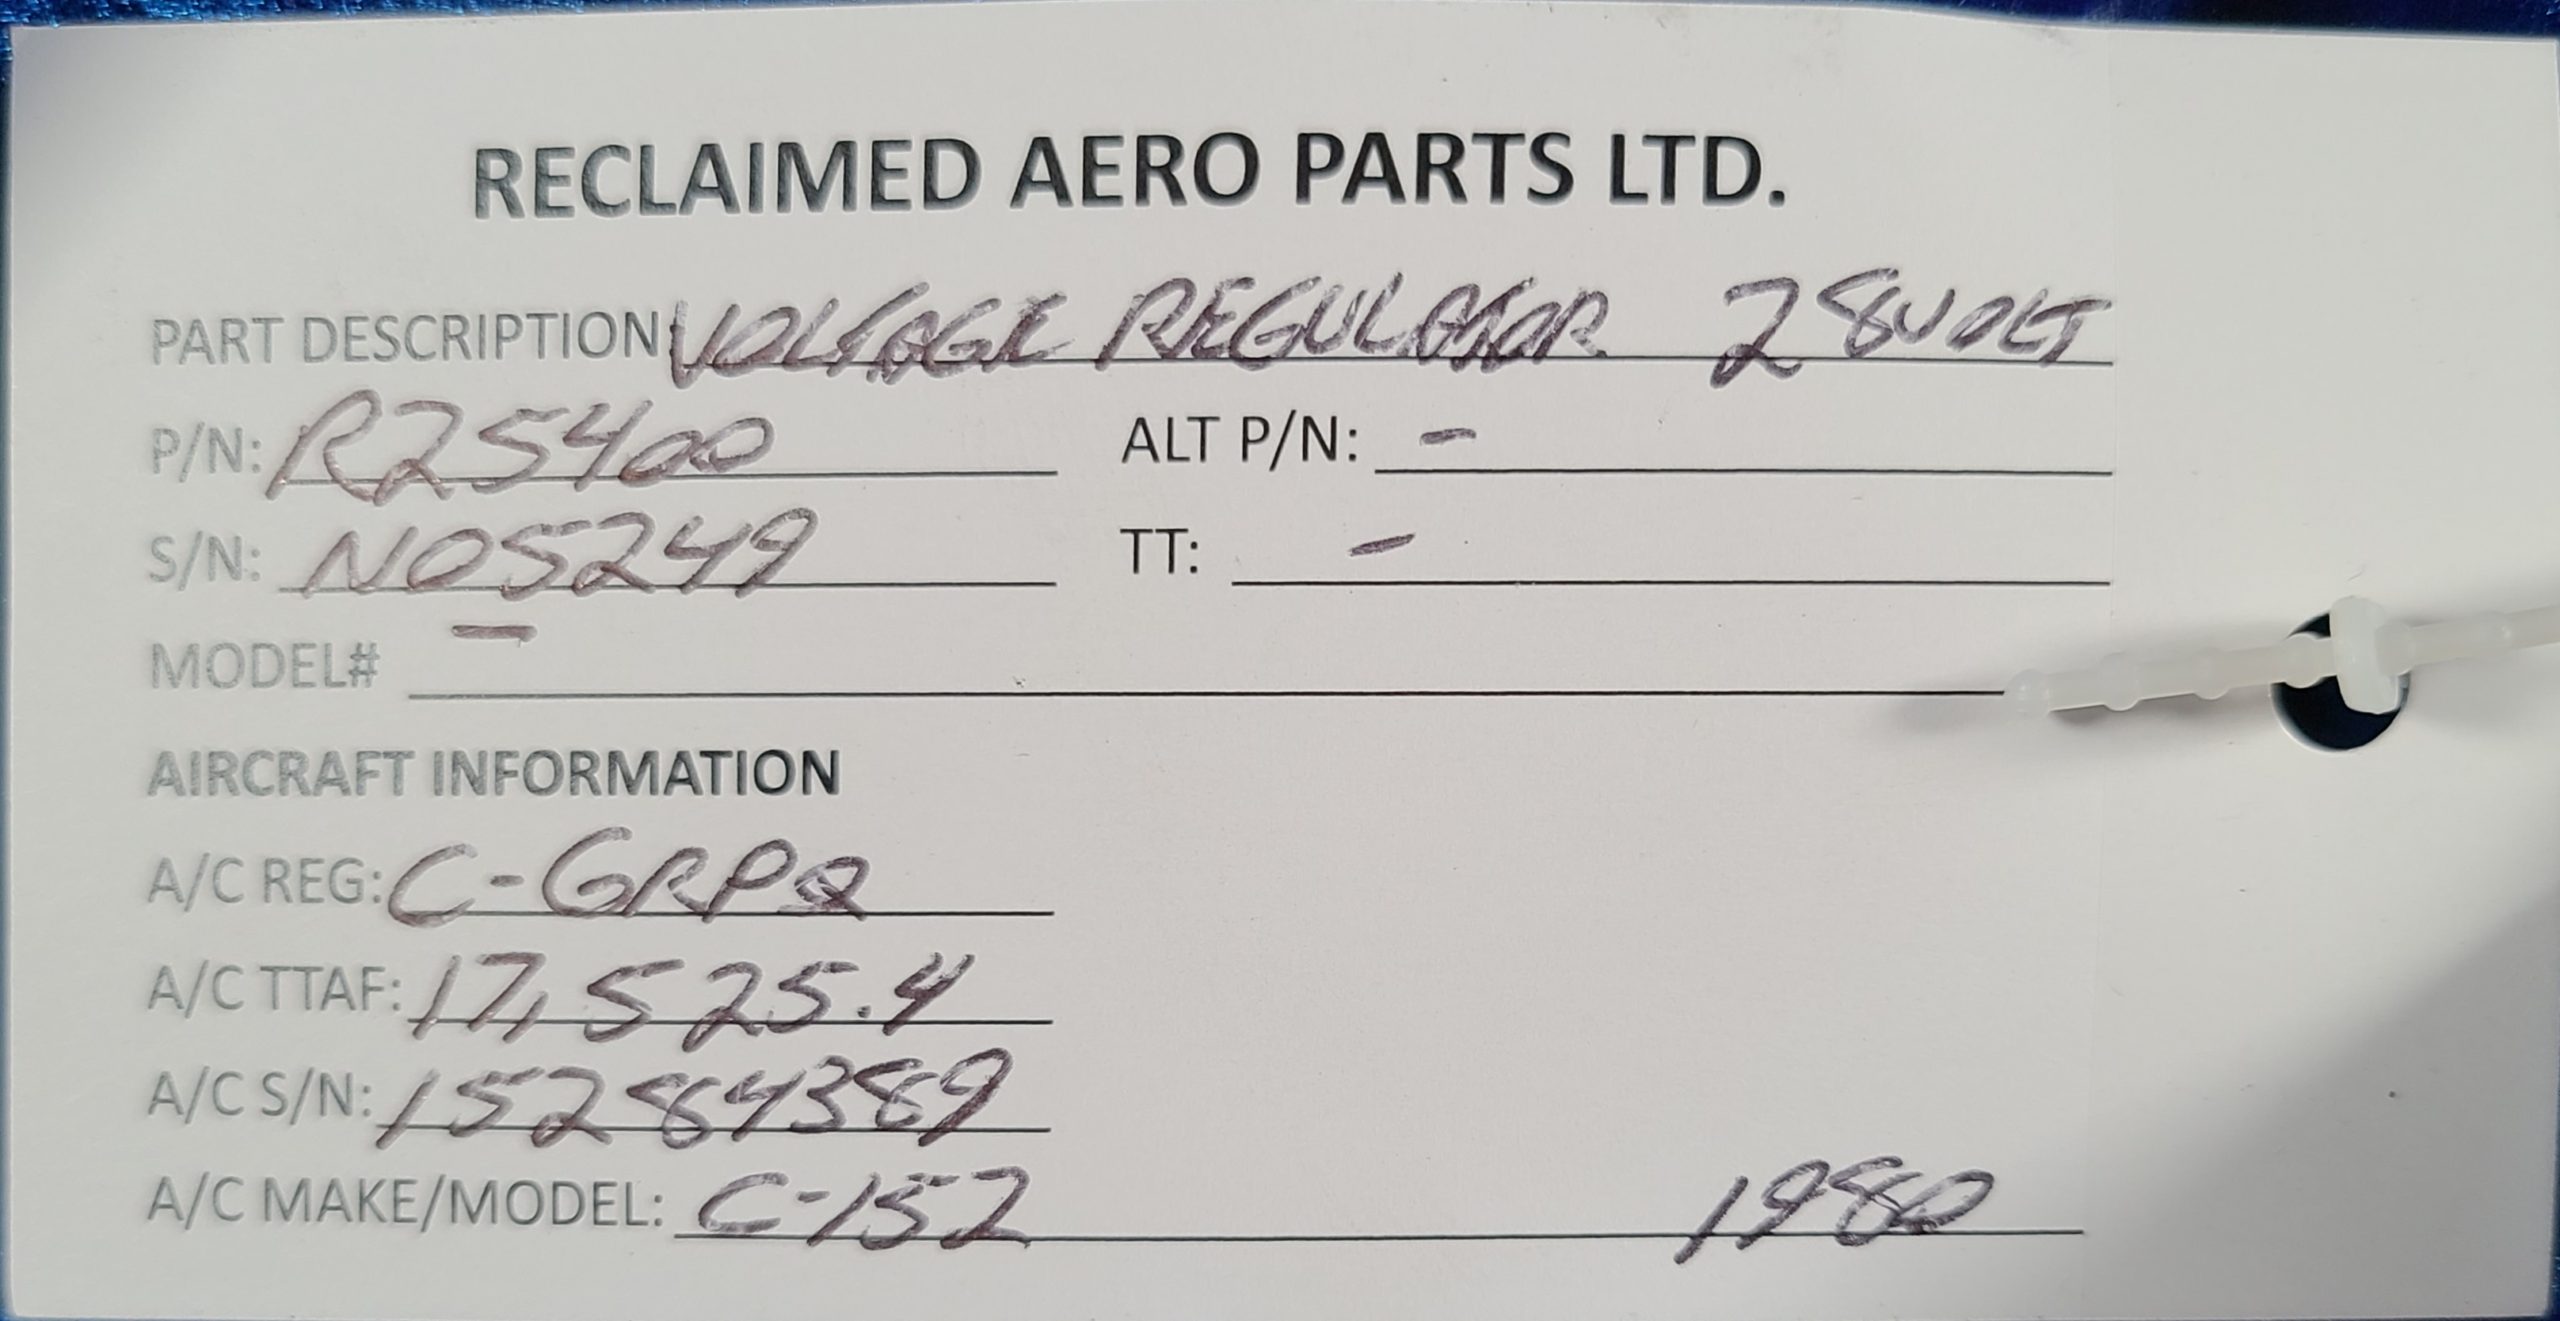 RECLAIMED AERO PARTS LTD.
PART DESCRIPTION VOLTAGE REGULATOR 28VOLT
P/N: R25400 ALT P/N: -
S/N: NO5249 TT: -
MODEL# -
AIRCRAFT INFORMATION
A/C REG: C-GRPQ
A/C TTAF: 17,525.4
A/C S/N: 15284389
A/C MAKE/MODEL: C-152 1980